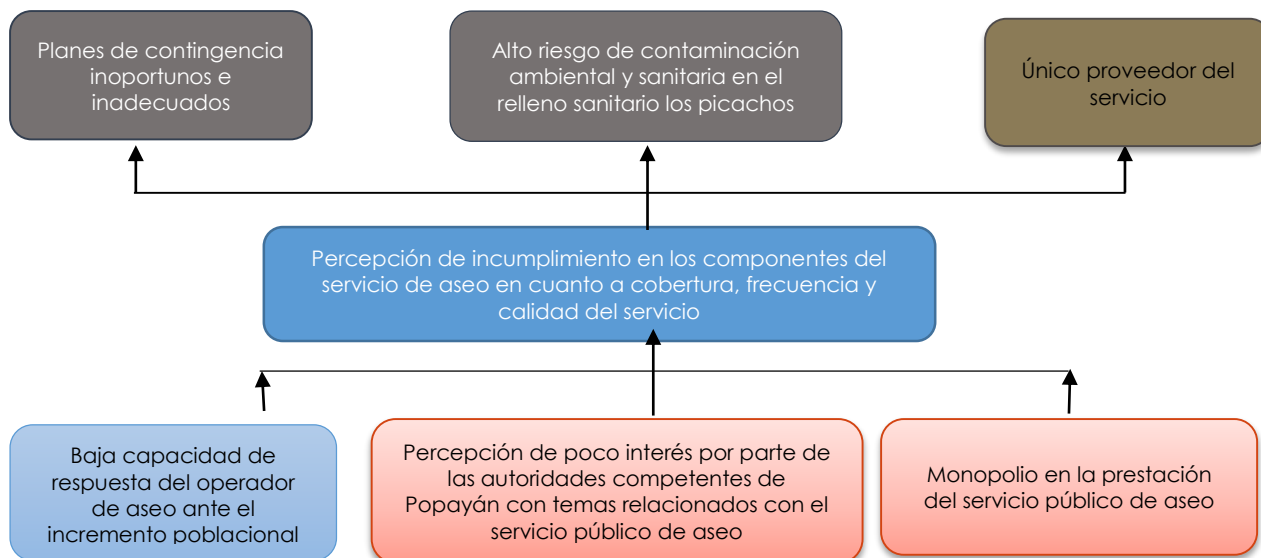 Planes de contingencia
inoportunos e
inadecuados
Alto riesgo de contaminación
ambiental y sanitaria en el
relleno sanitario los picachos
Único proveedor del
servicio
Percepción de incumplimiento en los componentes del
servicio de aseo en cuanto a cobertura, frecuencia y
calidad del servicio
Baja capacidad de
respuesta del operador
de aseo ante el
incremento poblacional
Percepción de poco interés por parte de
las autoridades competentes de
Popayán con temas relacionados con el
servicio público de aseo
Monopolio en la prestación
del servicio público de aseo